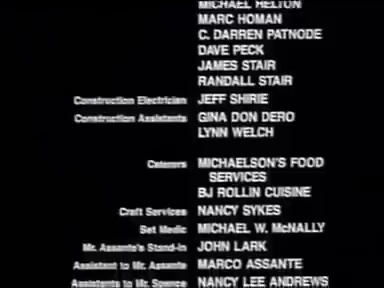 MICHAEL HELTON
MARC HOMAN
C. DARREN PATNODE
DAVE PECK
JAMES STAIR
RANDALL STAIR
Construction Electrician JEFF SHIRIE
Construction Assistants GINA DON DERO
LYNN WELCH
Caterers MICHAELSON'S FOOD
SERVICES
BJ ROLLIN CUISINE
Craft Services NANCY SYKES
Set Medic MICHAEL W. McNALLY
Mr. Assante's Stand-in JOHN LARK
Assistant to Mr. Assante MARCO ASSANTE
Assistants to Mr. Spence NANCY LEE ANDREWS